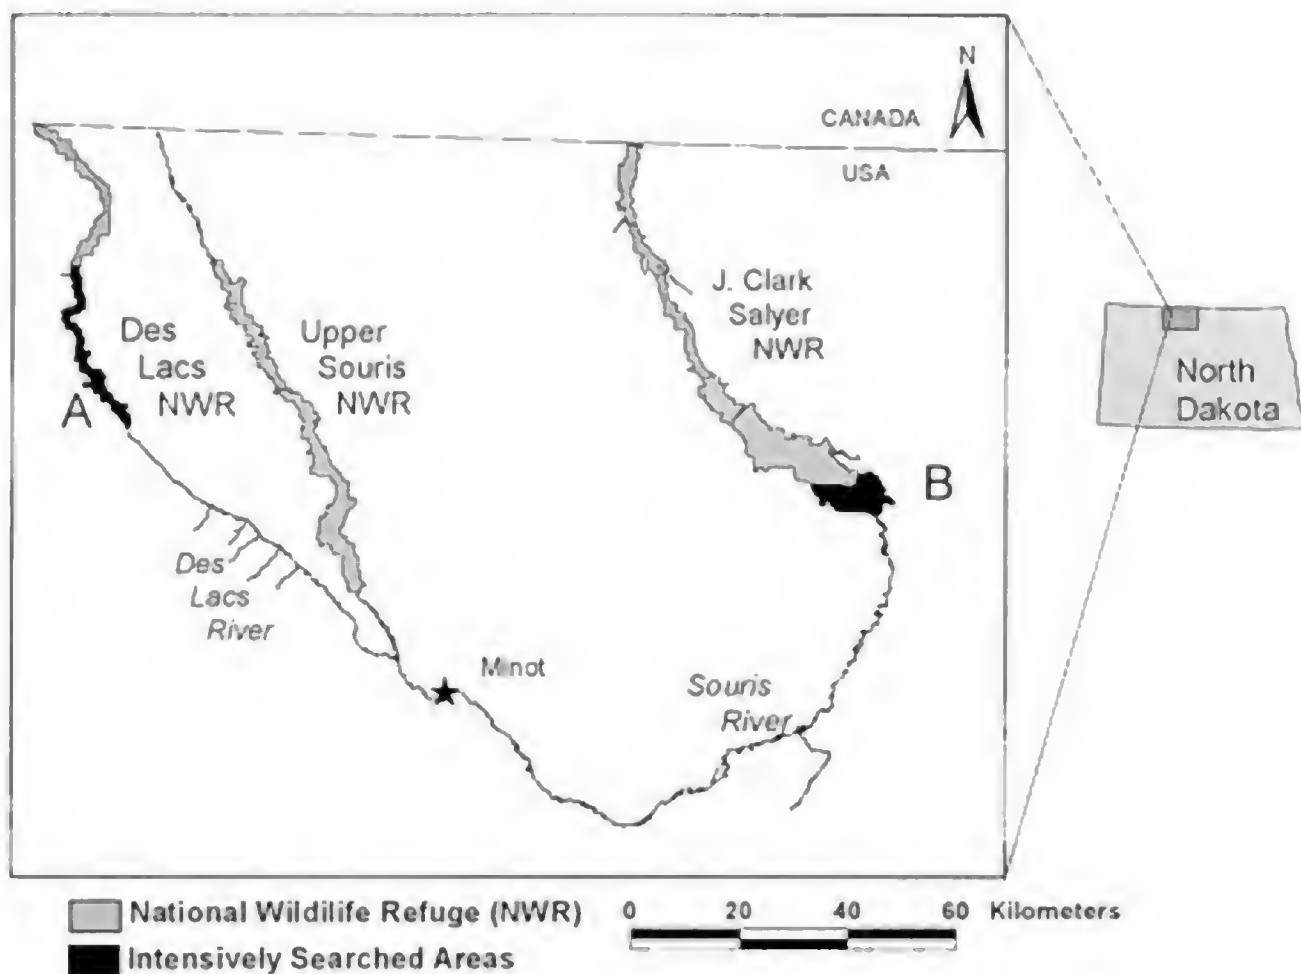 N
CANADA
USA
J. Clark
Salyer
NWR
Des
Lacs
NWR
Upper
Souris
NWR
A
B
North
Dakota
Des
Lacs
River
Minot
Souris
River
National Wildilife Refuge (NWR)
Intensively Searched Areas
0 20 40 60 Kilometers